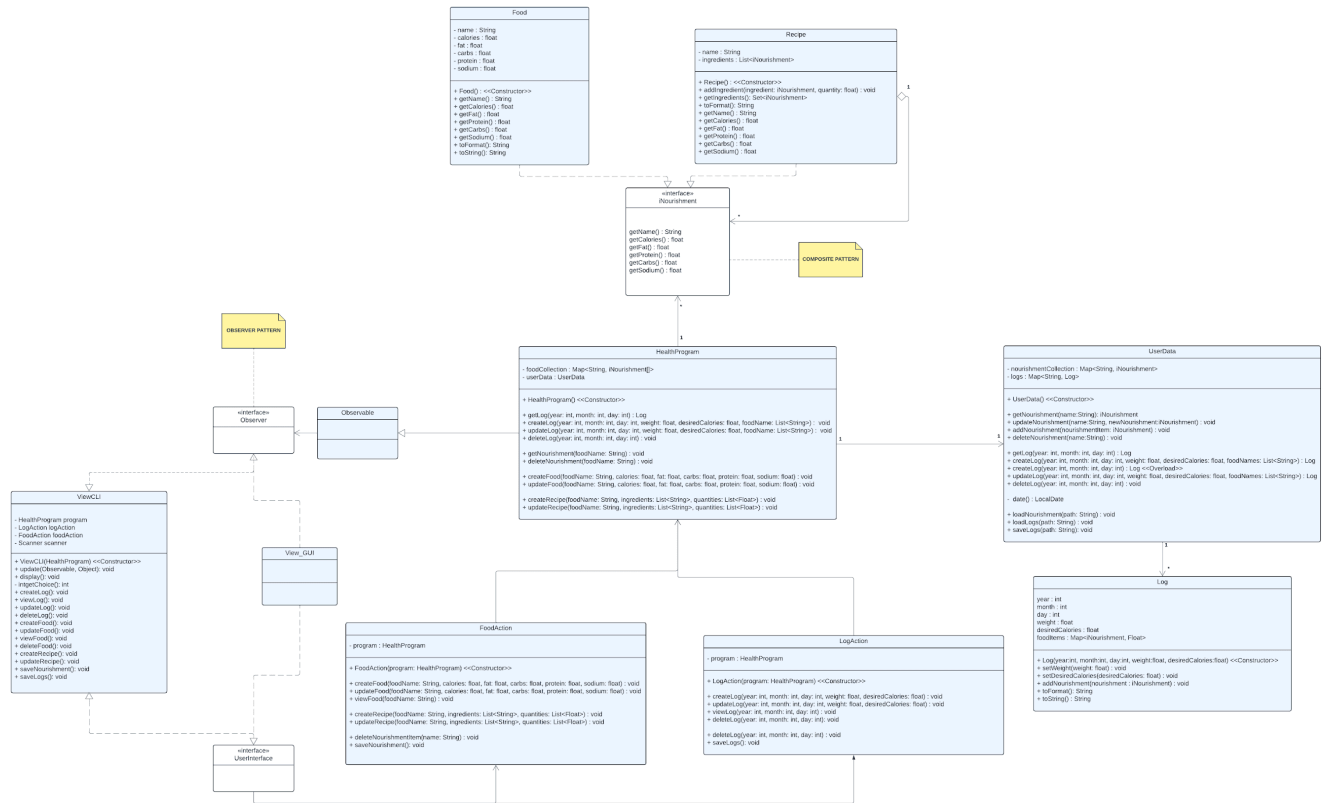 Food
- name : String
- calories : float
- fat : float
- carbs : float
- protein : float
- sodium : float
+ Food() : <<Constructor>>
+ getName() : String
+ getCalories() : float
+ getFat() : float
+ getProtein() : float
+ getCarbs() : float
+ getSodium() : float
+ toFormat(): String
+ toString(): String
Recipe
- name : String
- ingredients : List<iNourishment>
+ Recipe() : <<Constructor>>
+ addIngredient(ingredient: iNourishment, quantity: float) : void
+ getIngredients(): Set<iNourishment>
+ toFormat(): String
+ getName() : String
+ getCalories() : float
+ getFat() : float
+ getProtein() : float
+ getCarbs() : float
+ getSodium() : float
1
*
«interface»
iNourishment
getName() : String
getCalories() : float
getFat() : float
getProtein() : float
getCarbs() : float
getSodium() : float
COMPOSITE PATTERN
*
1
OBSERVER PATTERN
HealthProgram
- foodCollection : Map<String, iNourishment[]>
- userData : UserData
+ HealthProgram() <<Constructor>>
+ getLog(year: int, month: int, day: int) : Log
+ createLog(year: int, month: int, day: int, weight: float, desiredCalories: float, foodName: List<String>) : void
+ updateLog(year: int, month: int, day: int, weight: float, desiredCalories: float, foodName: List<String>) : void
+ deleteLog(year: int, month: int, day: int) : void
+ getNourishment(foodName: String) : void
+ deleteNourishment(foodName: String) : void
+ createFood(foodName: String, calories: float, fat: float, carbs: float, protein: float, sodium: float) : void
+ updateFood(foodName: String, calories: float, fat: float, carbs: float, protein: float, sodium: float) : void
+ createRecipe(foodName: String, ingredients: List<String>, quantities: List<Float>) : void
+ updateRecipe(foodName: String, ingredients: List<String>, quantities: List<Float>) : void
1
1
UserData
- nourishmentCollection : Map<String, iNourishment>
- logs : Map<String, Log>
+ UserData() <<Constructor>>
+ getNourishment(name:String): iNourishment
+ updateNourishment(name:String, newNourishment:iNourishment) : void
+ addNourishment(nourishmentItem : iNourishment) : void
+ deleteNourishment(name:String) : void
+ getLog(year: int, month: int, day: int) : Log
+ createLog(year: int, month: int, day: int, weight: float, desiredCalories: float, foodNames: List<String>) : Log
+ createLog(year: int, month: int, day: int) : Log <<Overload>>
+ updateLog(year: int, month: int, day: int, weight: float, desiredCalories: float, foodNames: List<String>) : Log
+ deleteLog(year: int, month: int, day: int) : void
- date() : LocalDate
+ loadNourishment(path: String) : void
+ loadLogs(path: String) : void
+ saveLogs(path: String): void
1
*
«interface»
Observer
Observable
ViewCLI
- HealthProgram program
- LogAction logAction
- FoodAction foodAction
- Scanner scanner
+ ViewCLI(HealthProgram) <<Constructor>>
+ update(Observable, Object): void
+ display(): void
- intgetChoice(): int
+ createLog(): void
+ viewLog(): void
+ updateLog(): void
+ deleteLog(): void
+ createFood(): void
+ updateFood(): void
+ viewFood(): void
+ deleteFood(): void
+ createRecipe(): void
+ updateRecipe(): void
+ saveNourishment(): void
+ saveLogs(): void
View_GUI
Log
year : int
month : int
day : int
weight : float
desiredCalories : float
foodItems : Map<iNourishment, Float>
+ Log(year:int, month:int, day:int, weight:float, desiredCalories:float) <<Constructor>>
+ setWeight(weight: float) : void
+ setDesiredCalories(desiredCalories: float) : void
+ addNourishment(nourishment : iNourishment) : void
+ toFormat(): String
+ toString() : String
FoodAction
- program : HealthProgram
+ FoodAction(program: HealthProgram) <<Constructor>>
+ createFood(foodName: String, calories: float, fat: float, carbs: float, protein: float, sodium: float) : void
+ updateFood(foodName: String, calories: float, fat: float, carbs: float, protein: float, sodium: float) : void
+ viewFood(foodName: String) : void
+ createRecipe(foodName: String, ingredients: List<String>, quantities: List<Float>) : void
+ updateRecipe(foodName: String, ingredients: List<String>, quantities: List<Float>) : void
+ deleteNourishmentItem(name: String) : void
+ saveNourishment(): void
LogAction
- program : HealthProgram
+ LogAction(program: HealthProgram) <<Constructor>>
+ createLog(year: int, month: int, day: int, weight: float, desiredCalories: float) : void
+ updateLog(year: int, month: int, day: int, weight: float, desiredCalories: float) : void
+ viewLog(year: int, month: int, day: int) : void
+ deleteLog(year: int, month: int, day: int) : void
+ deleteLog(year: int, month: int, day: int) : void
+ saveLogs(): void
«interface»
UserInterface